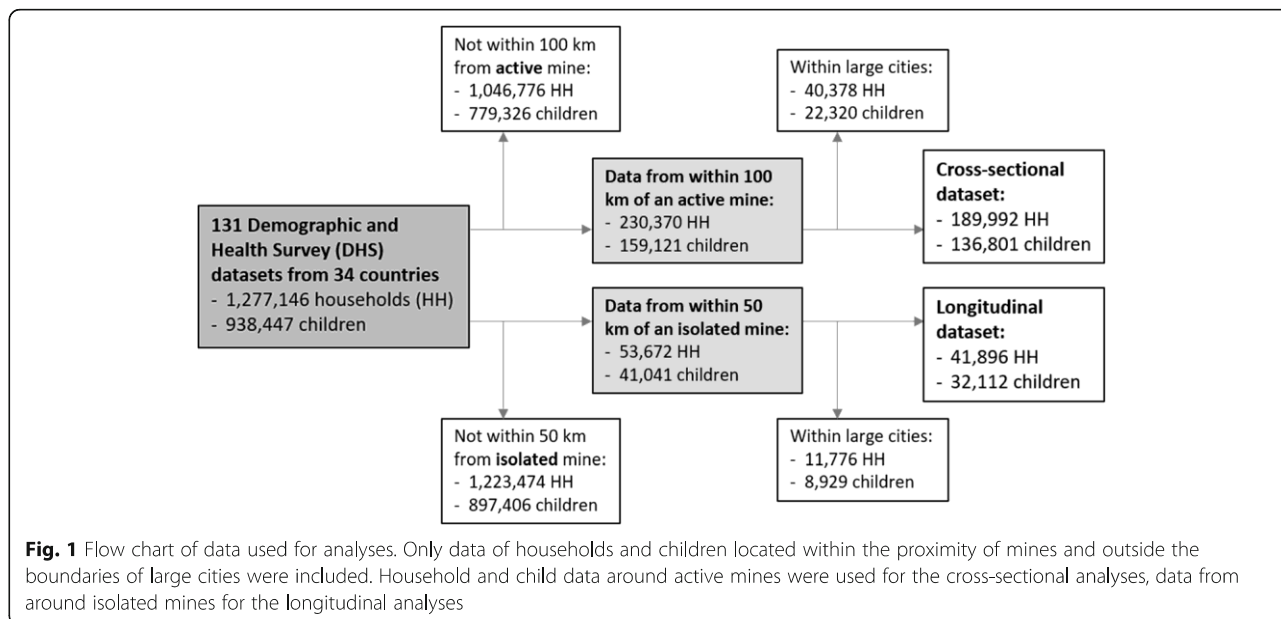 Not within 100 km
from active mine:
- 1,046,776 HH
- 779,326 children
Within large cities:
- 40,378 HH
- 22,320 children
131 Demographic and
Health Survey (DHS)
datasets from 34 countries
- 1,277,146 households (HH)
- 938,447 children
Data from within 100
km of an active mine:
- 230,370 HH
- 159,121 children
Cross-sectional
dataset:
- 189,992 HH
- 136,801 children
Data from within 50
km of an isolated mine:
- 53,672 HH
- 41,041 children
Longitudinal
dataset:
- 41,896 HH
- 32,112 children
Not within 50 km
from isolated mine:
- 1,223,474 HH
- 897,406 children
Within large cities:
- 11,776 HH
- 8,929 children
Fig. 1 Flow chart of data used for analyses. Only data of households and children located within the proximity of mines and outside the
boundaries of large cities were included. Household and child data around active mines were used for the cross-sectional analyses, data from
around isolated mines for the longitudinal analyses